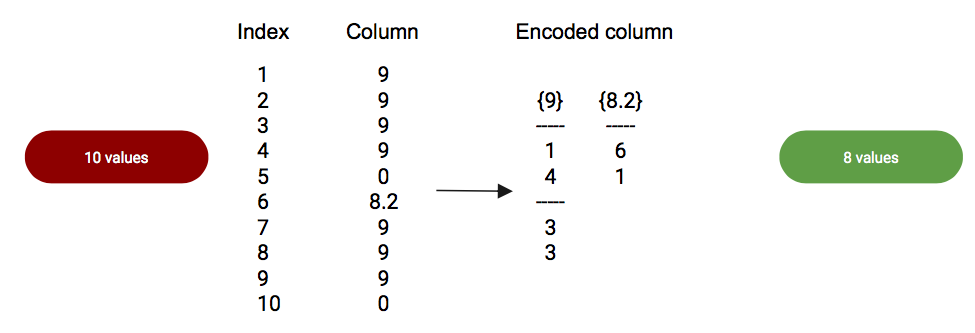 Index Column Encoded column
1 9
2 9 {9} {8.2}
3 9 ----- -----
4 9 1 6
5 0 4 1
6 8.2 -----
7 9 3
8 9 3
9 9
10 0
10 values
8 values